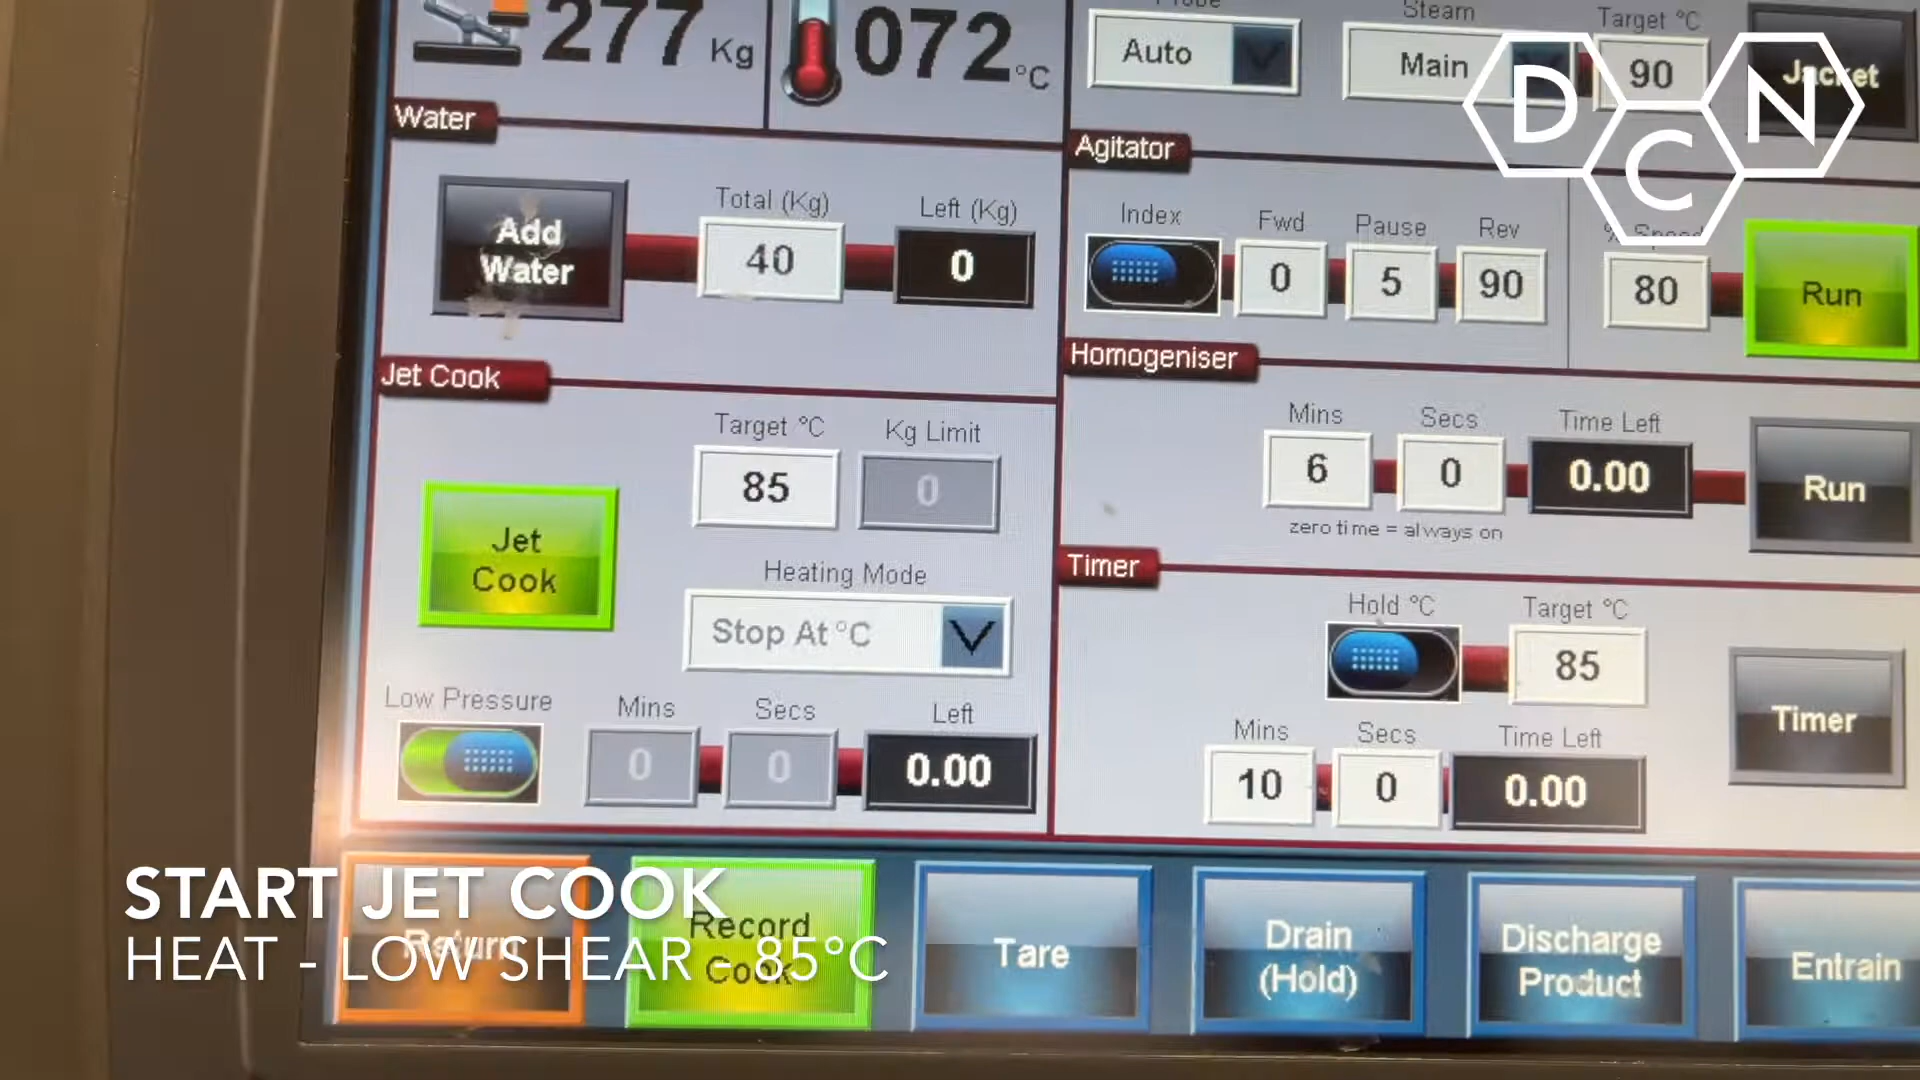 277 Kg
072 °C
Probe
Auto
Steam
Main
Target °C
90
Jacket
D
C
N
Water
Add
Water
Total (Kg)
40
Left (Kg)
0
Agitator
Index
Fwd
0
Pause
5
Rev
90
% Speed
80
Run
Jet Cook
Jet
Cook
Target °C
85
Kg Limit
0
Heating Mode
Stop At °C
Low Pressure
Mins
0
Secs
0
Left
0.00
Homogeniser
Mins
6
Secs
0
Time Left
0.00
zero time = always on
Run
Timer
Hold °C
Target °C
85
Mins
10
Secs
0
Time Left
0.00
Timer
Return
Record
Cook
Tare
Drain
(Hold)
Discharge
Product
Entrain
START JET COOK
HEAT - LOW SHEAR - 85°C